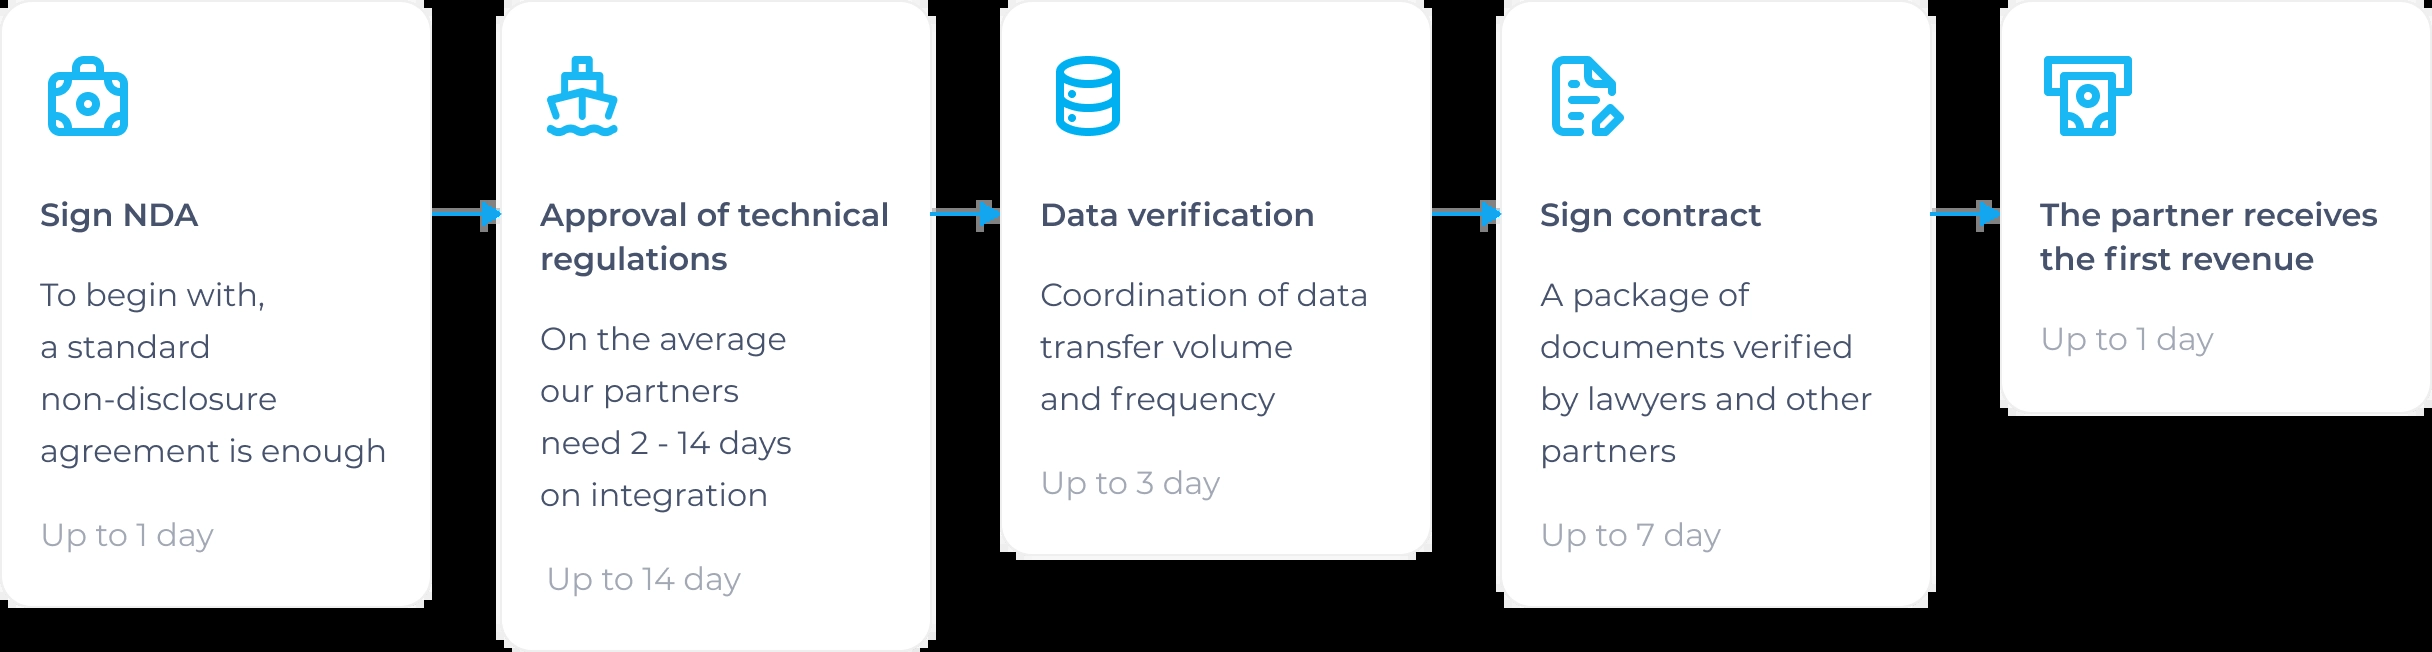 Sign NDA
To begin with,
a standard
non-disclosure
agreement is enough
Up to 1 day
Approval of technical
regulations
On the average
our partners
need 2 - 14 days
on integration
Up to 14 day
Data verification
Coordination of data
transfer volume
and frequency
Up to 3 day
Sign contract
A package of
documents verified
by lawyers and other
partners
Up to 7 day
The partner receives
the first revenue
Up to 1 day